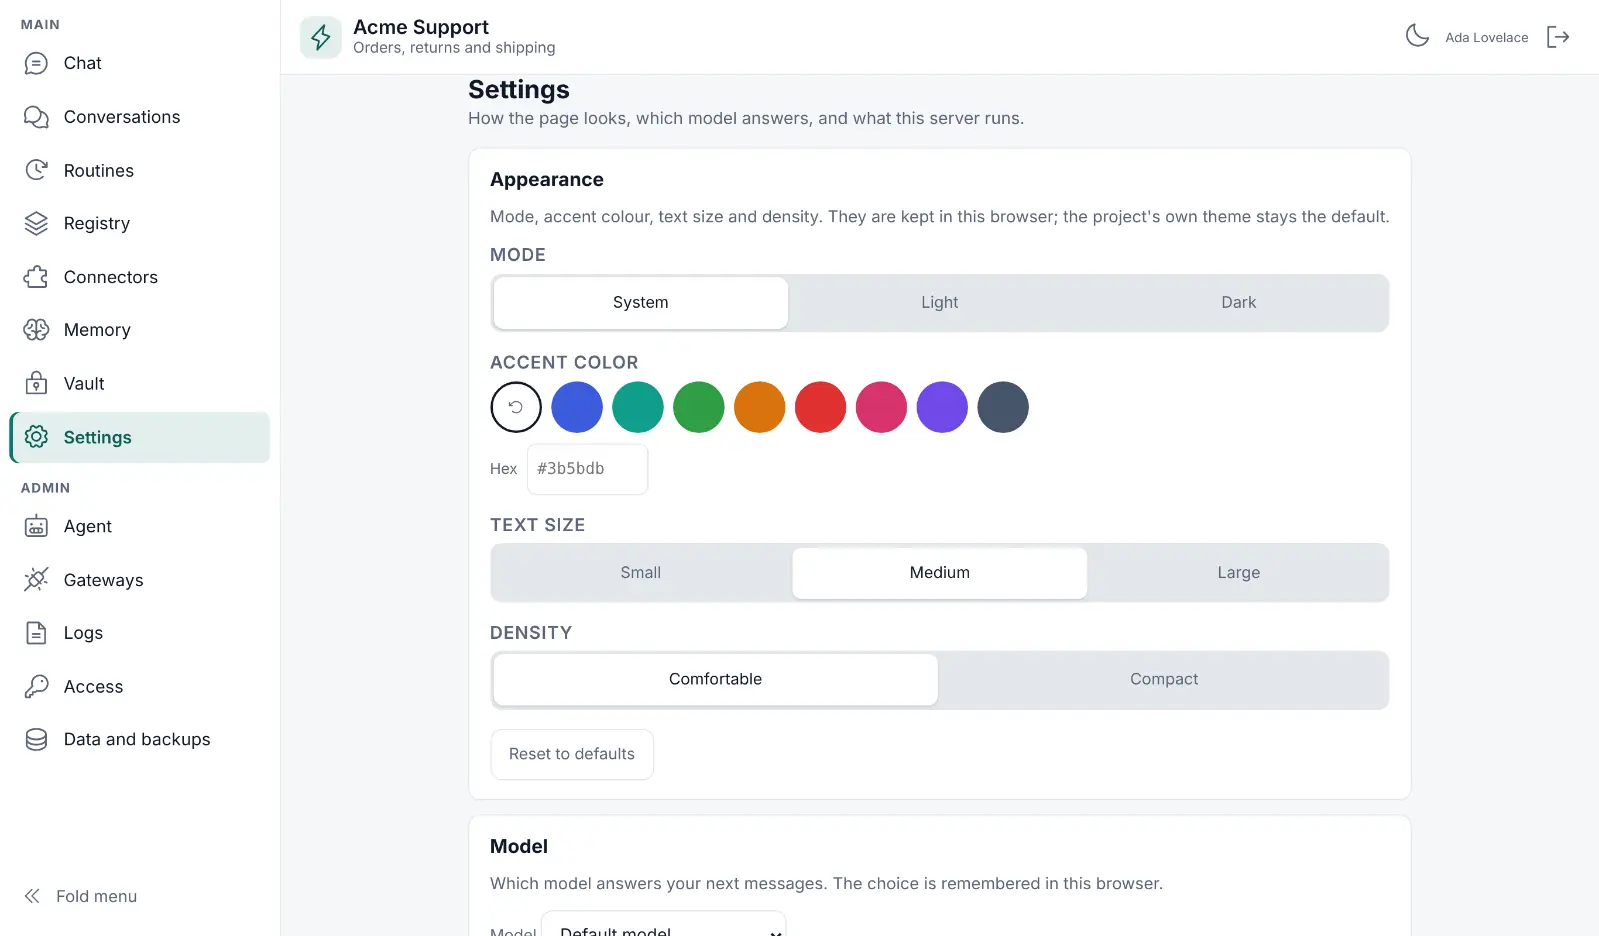 MAIN
Chat
Conversations
Routines
Registry
Connectors
Memory
Vault
Settings
ADMIN
Agent
Gateways
Logs
Access
Data and backups
Fold menu
Acme Support
Orders, returns and shipping
Ada Lovelace
Settings
How the page looks, which model answers, and what this server runs.
Appearance
Mode, accent colour, text size and density. They are kept in this browser; the project's own theme stays the default.
MODE
System Light Dark
ACCENT COLOR
Hex #3b5bdb
TEXT SIZE
Small Medium Large
DENSITY
Comfortable Compact
Reset to defaults
Model
Which model answers your next messages. The choice is remembered in this browser.
Model Default model